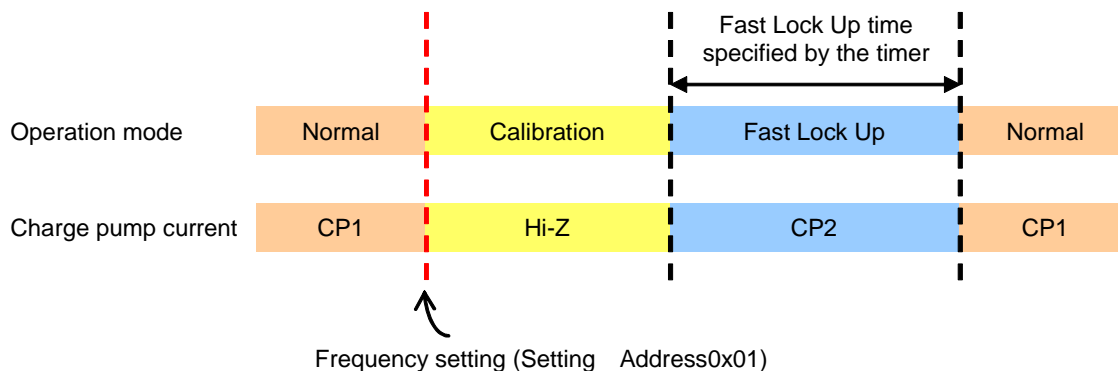 Fast Lock Up time
specified by the timer
Operation mode Normal Calibration Fast Lock Up Normal
Charge pump current CP1 Hi-Z CP2 CP1
Frequency setting (Setting Address0x01)